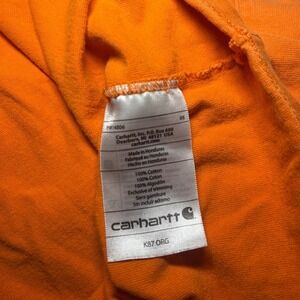 Carhartt, Inc. P.O. Box 600
Dearborn, MI 48121 USA
carhartt.com
Made in Honduras
Fabriqué au Honduras
Hecho en Honduras
100% Cotton
100% Coton
100% Algodón
Exclusive of trimming
Sans garniture
Sin incluir adorno
carhartt
K87 ORG